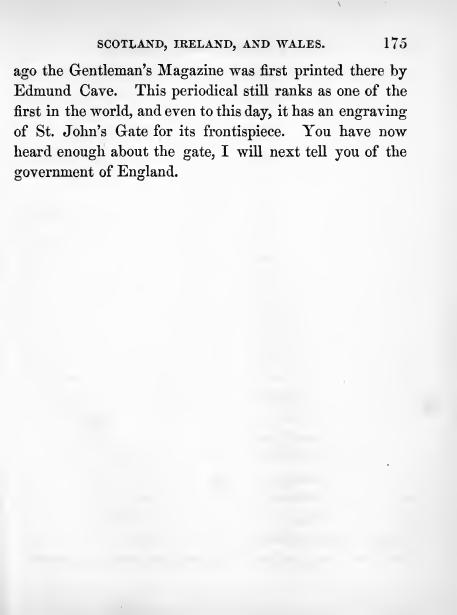 SCOTLAND, IRELAND, AND WALES. 175
ago the Gentleman's Magazine was first printed there by
Edmund Cave. This periodical still ranks as one of the
first in the world, and even to this day, it has an engraving
of St. John's Gate for its frontispiece. You have now
heard enough about the gate, I will next tell you of the
government of England.